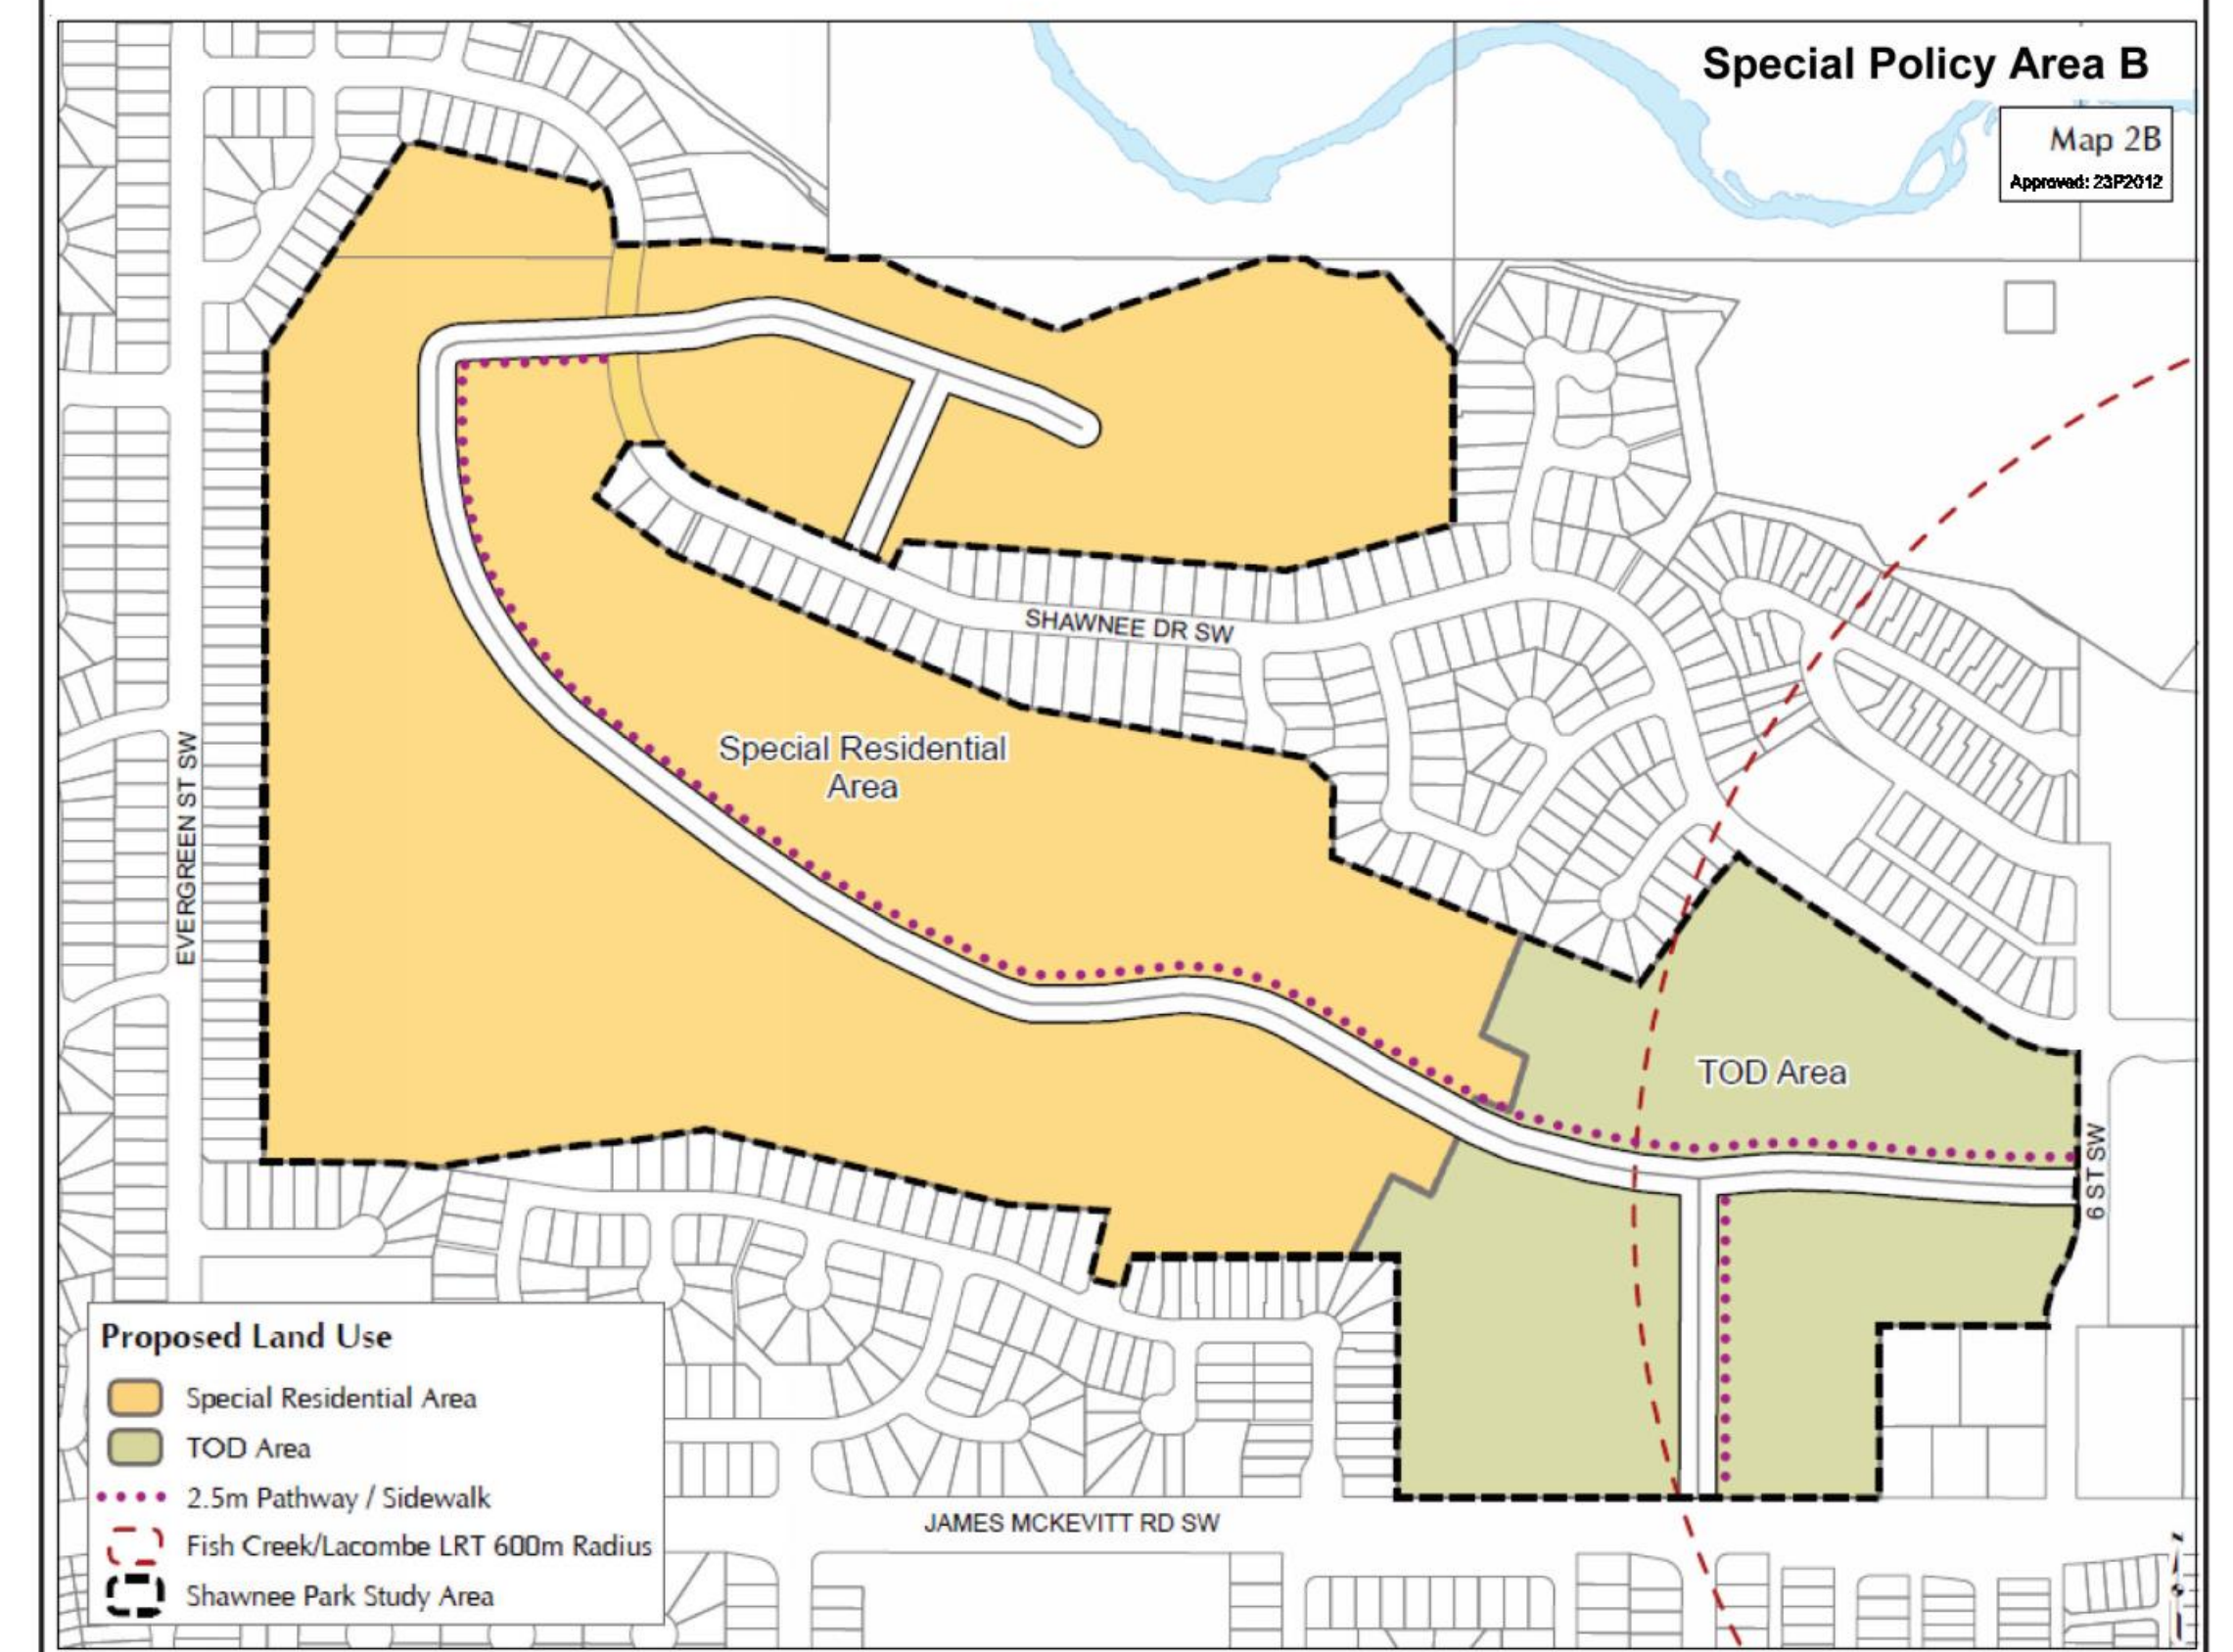 Special Policy Area B
Map 2B
Approved: 23P2012
SHAWNEE DR SW
Special Residential
Area
EVERGREEN ST SW
TOD Area
6 ST SW
JAMES MCKEVITT RD SW
Proposed Land Use
Special Residential Area
TOD Area
2.5m Pathway / Sidewalk
Fish Creek/Lacombe LRT 600m Radius
Shawnee Park Study Area